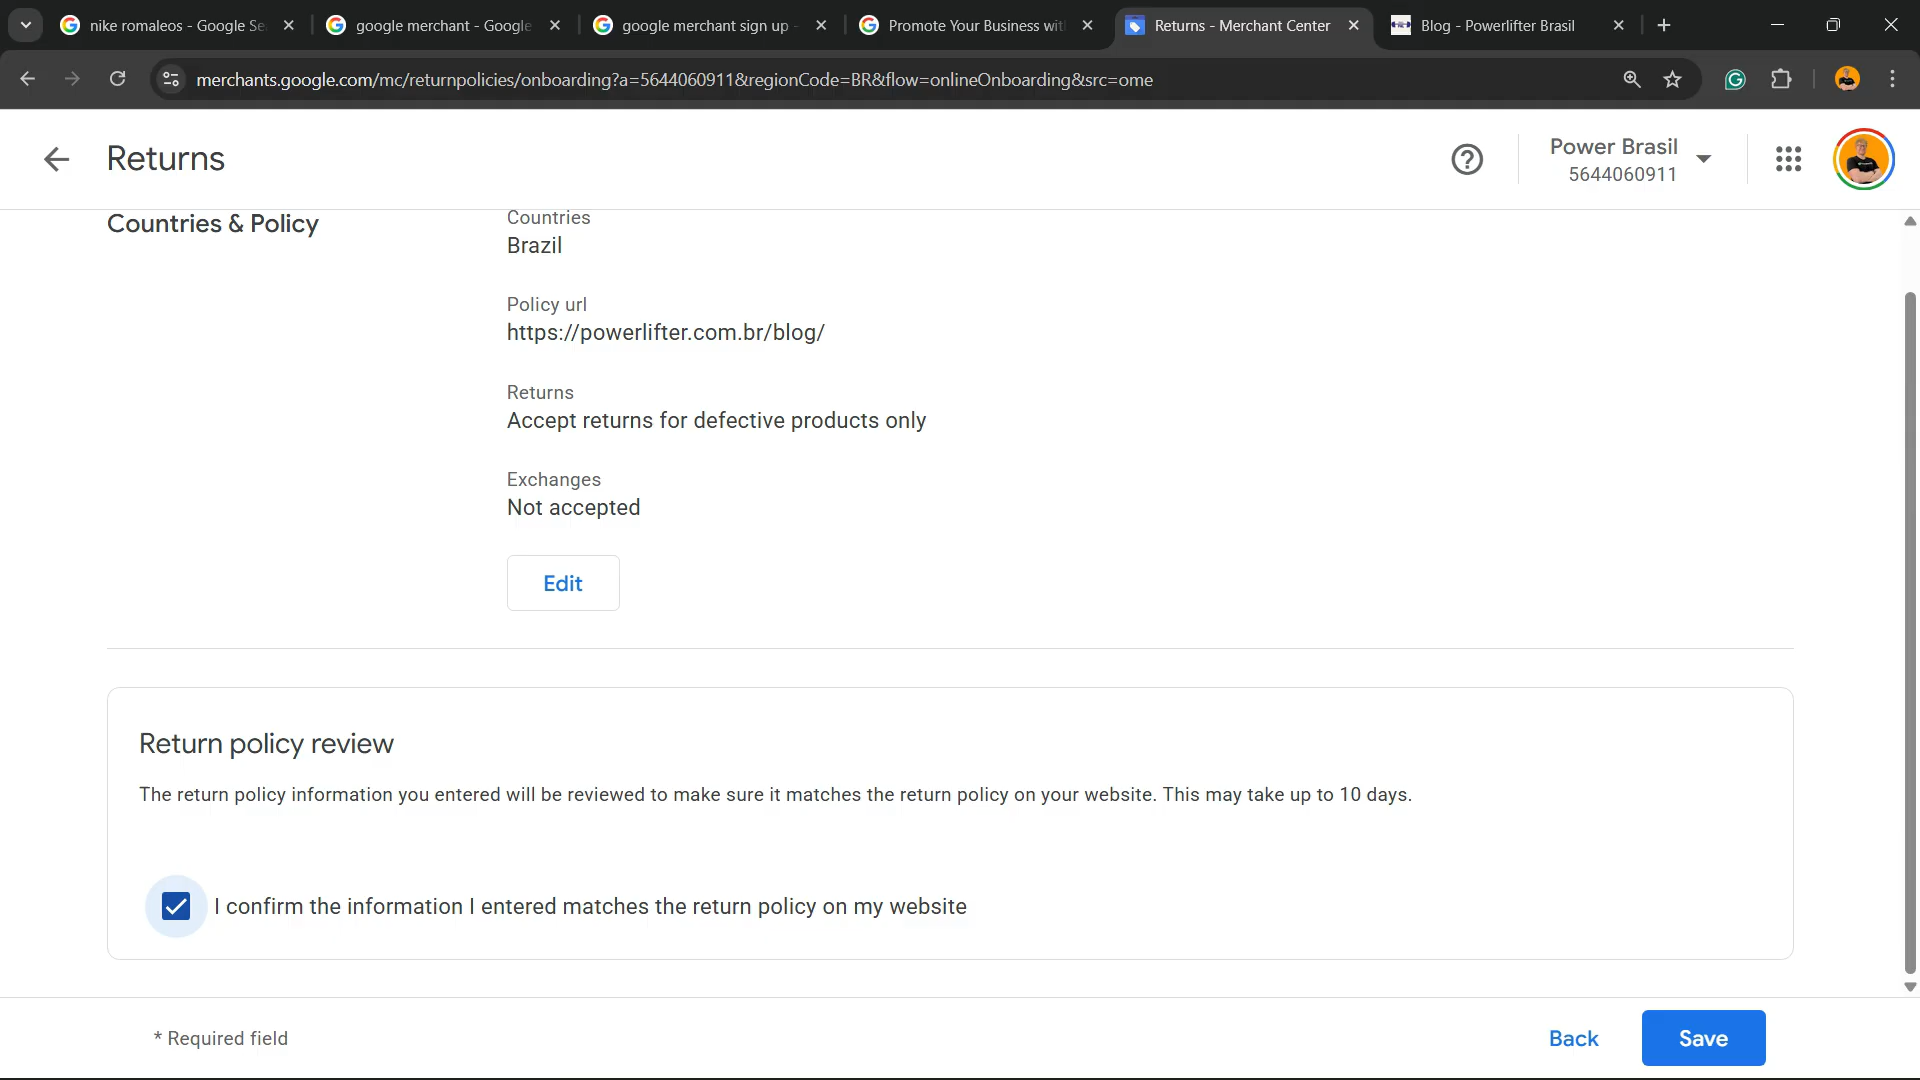 nike romaleos - Google Se
google merchant - Google
google merchant sign up -
Promote Your Business wit
Returns - Merchant Center
Blog - Powerlifter Brasil
merchants.google.com/mc/returnpolicies/onboarding?a=5644060911&regionCode=BR&flow=onlineOnboarding&src=ome
Returns
Power Brasil
5644060911
Countries & Policy
Countries
Brazil
Policy url
https://powerlifter.com.br/blog/
Returns
Accept returns for defective products only
Exchanges
Not accepted
Edit
Return policy review
The return policy information you entered will be reviewed to make sure it matches the return policy on your website. This may take up to 10 days.
I confirm the information I entered matches the return policy on my website
* Required field
Back
Save